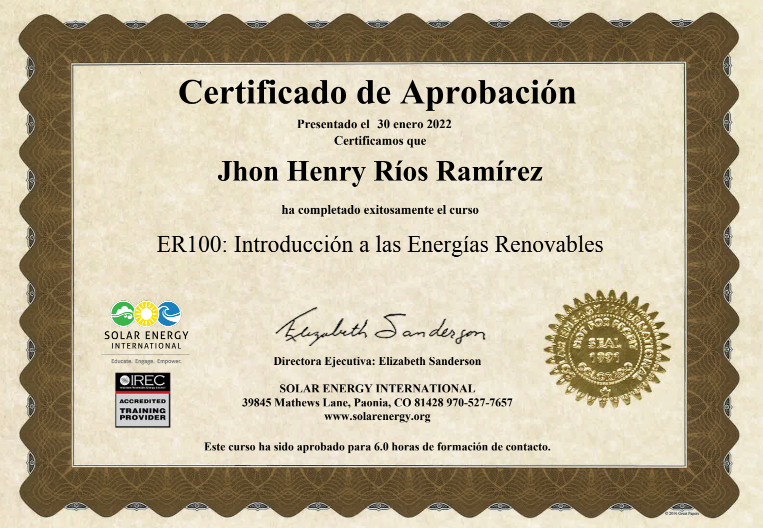 Certificado de Aprobación
Presentado el 30 enero 2022
Certificamos que
Jhon Henry Ríos Ramírez
ha completado exitosamente el curso
ER100: Introducción a las Energías Renovables
SOLAR ENERGY
INTERNATIONAL
Educate. Engage. Empower.
IREC
ACCREDITED
TRAINING
PROVIDER
Elizabeth Sanderson
Directora Ejecutiva: Elizabeth Sanderson
SOLAR ENERGY INTERNATIONAL
39845 Mathews Lane, Paonia, CO 81428 970-527-7657
www.solarenergy.org
SEAL
1991
Este curso ha sido aprobado para 6.0 horas de formación de contacto.